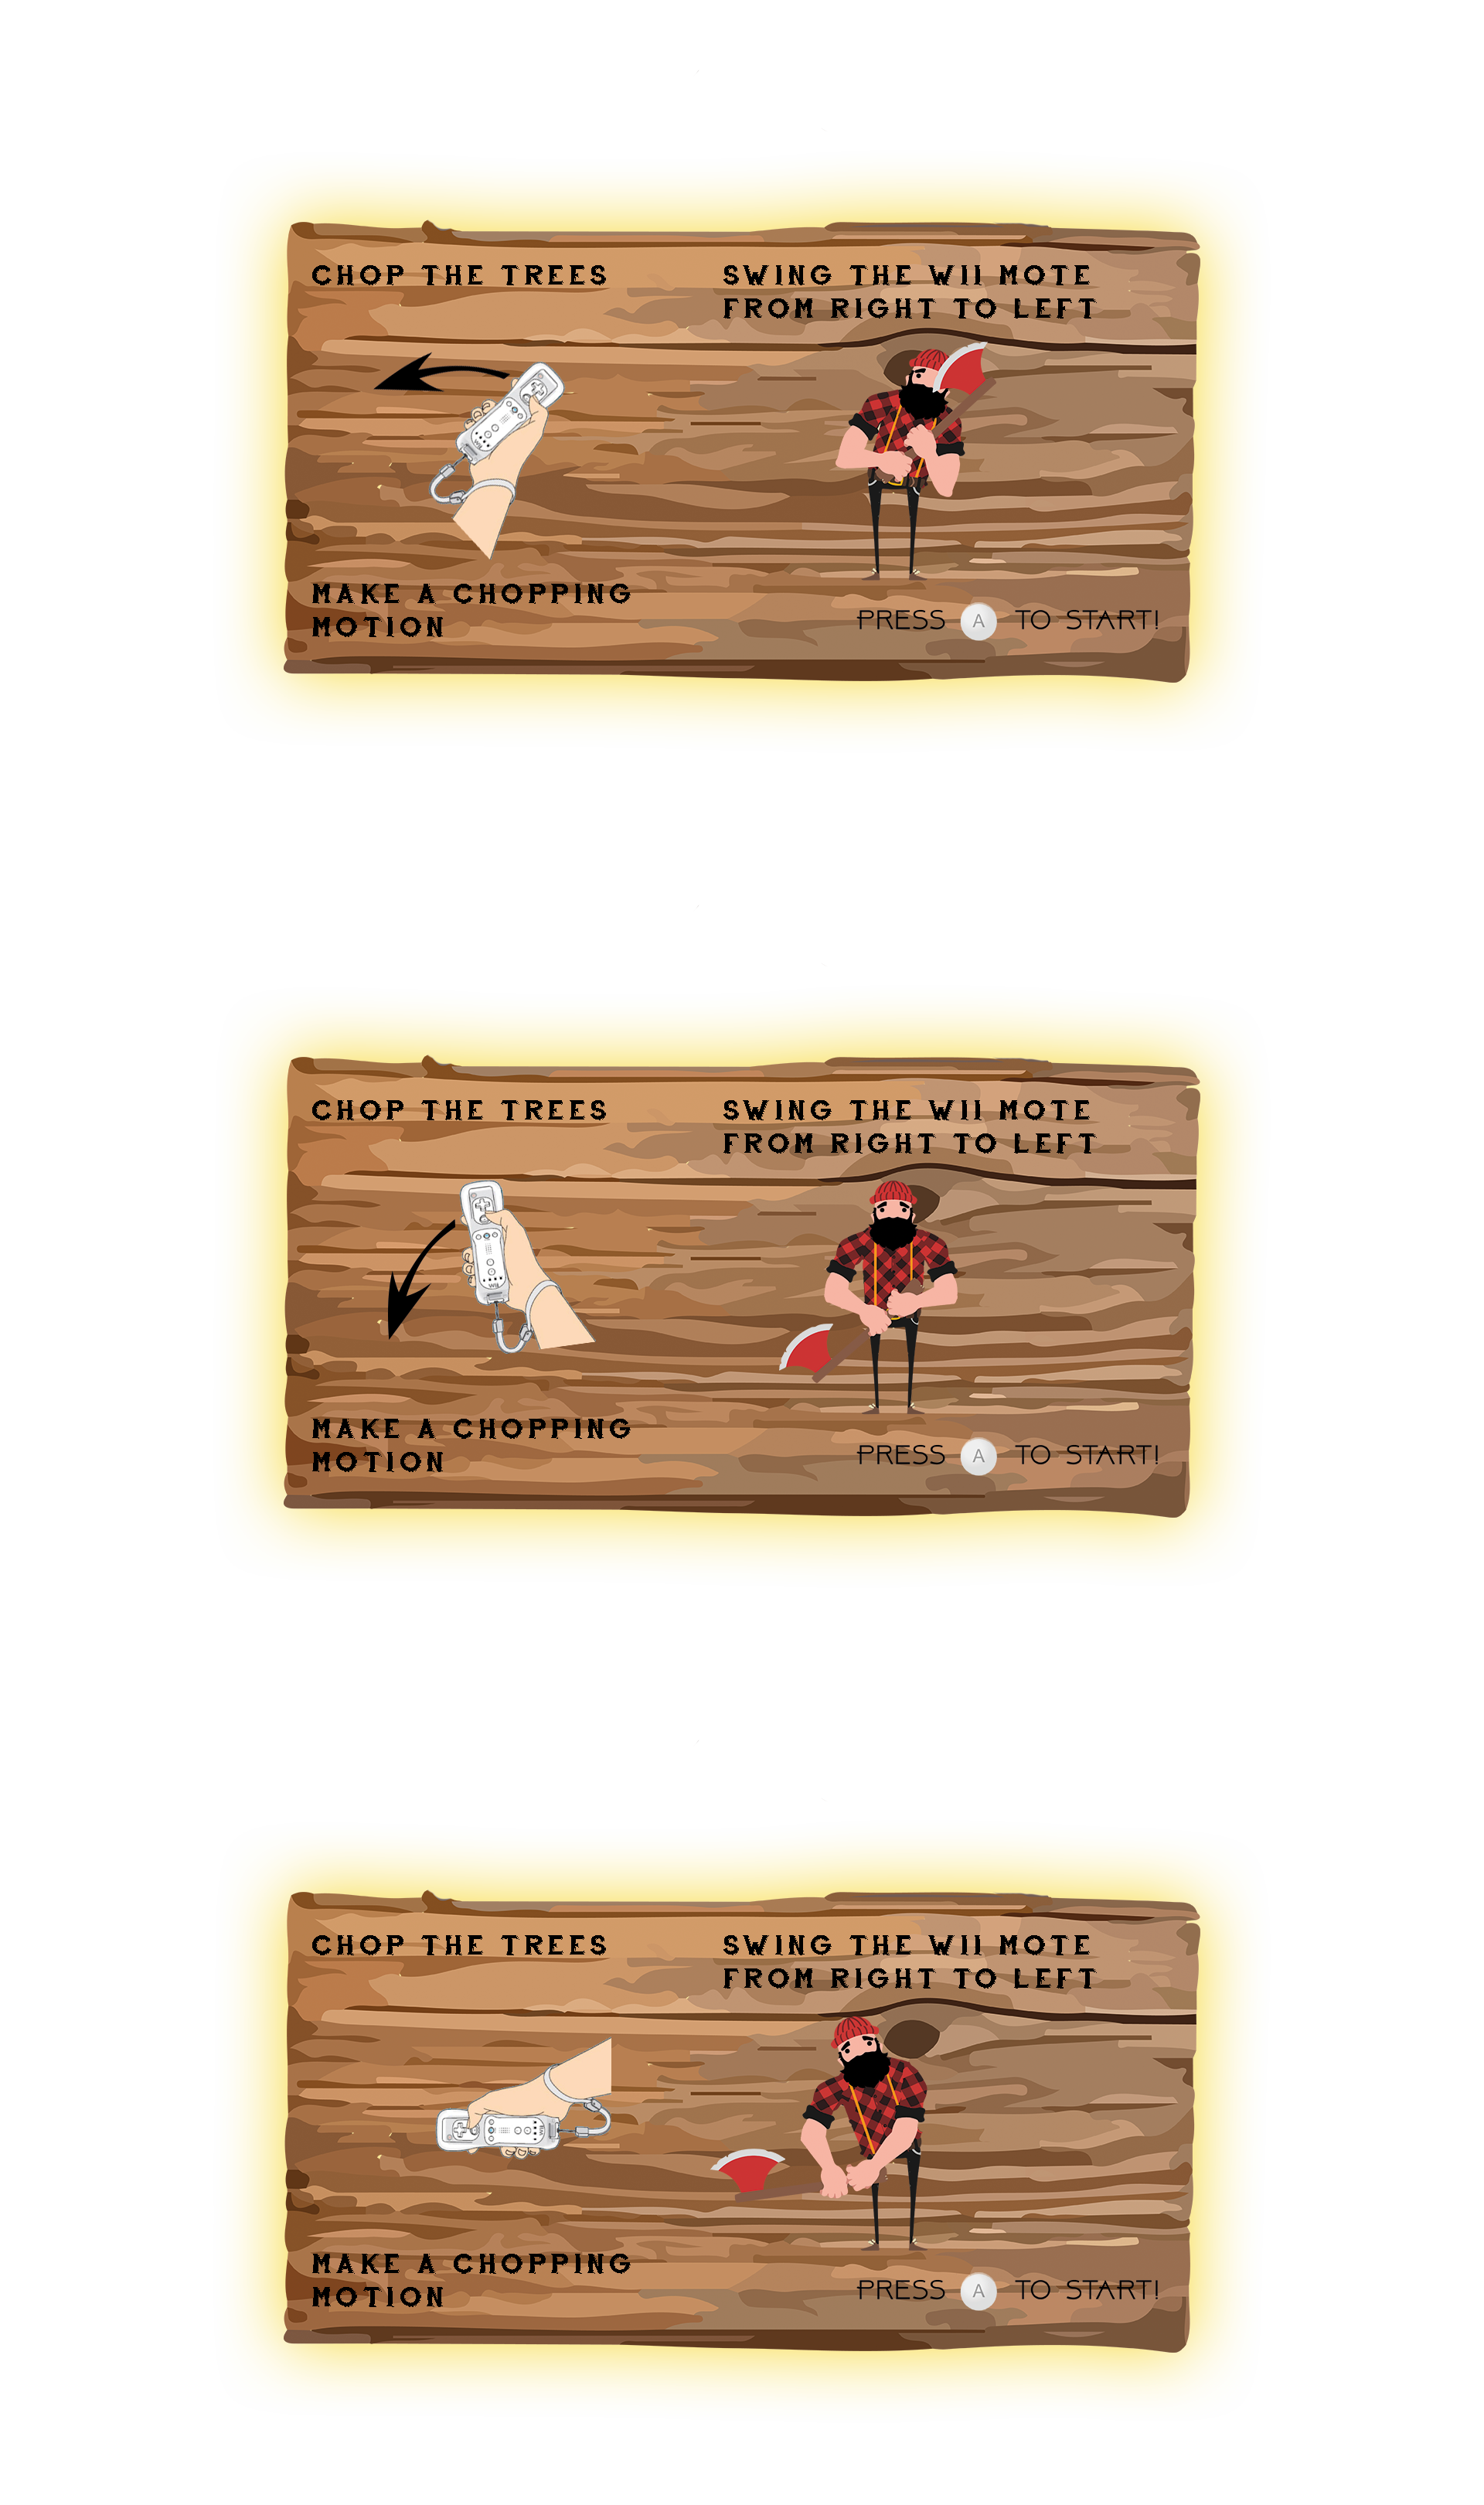 CHOP THE TREES
SWING THE WII MOTE
FROM RIGHT TO LEFT
MAKE A CHOPPING
MOTION
PRESS A TO START!
CHOP THE TREES
SWING THE WII MOTE
FROM RIGHT TO LEFT
Wii
MAKE A CHOPPING
MOTION
PRESS A TO START!
CHOP THE TREES
SWING THE WII MOTE
FROM RIGHT TO LEFT
MAKE A CHOPPING
MOTION
PRESS A TO START!